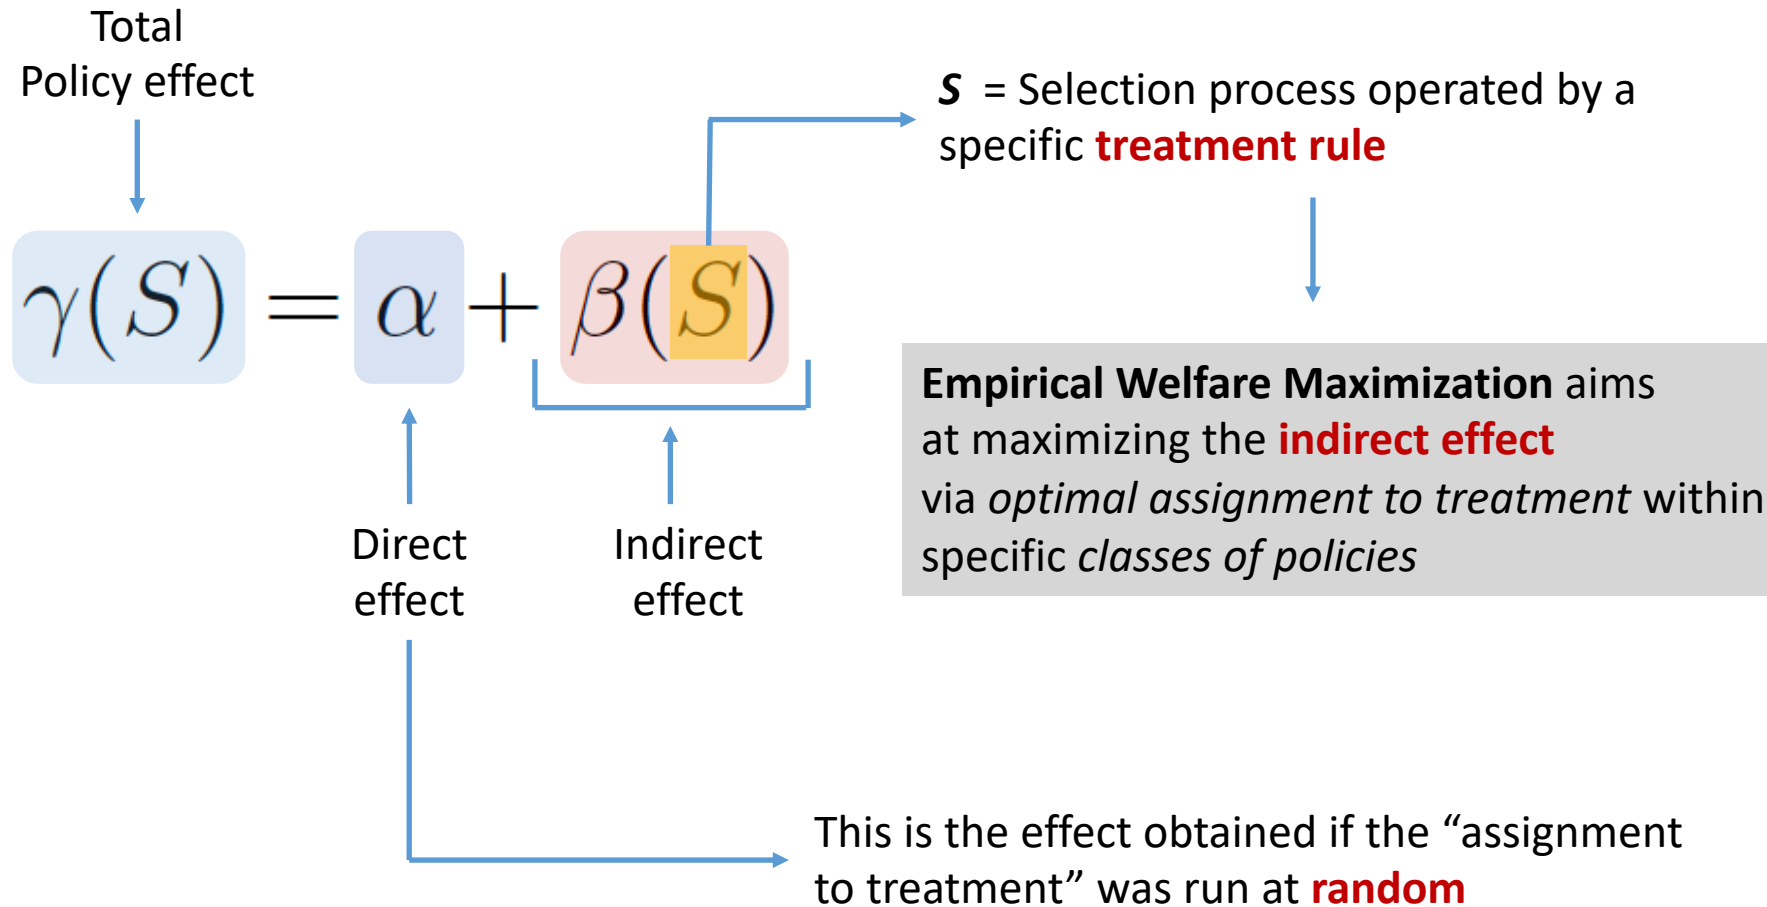 Total
Policy effect
S = Selection process operated by a
specific treatment rule
γ(S) = α + β(S)
Empirical Welfare Maximization aims
at maximizing the indirect effect
via optimal assignment to treatment within
specific classes of policies
Direct
effect
Indirect
effect
This is the effect obtained if the “assignment
to treatment” was run at random